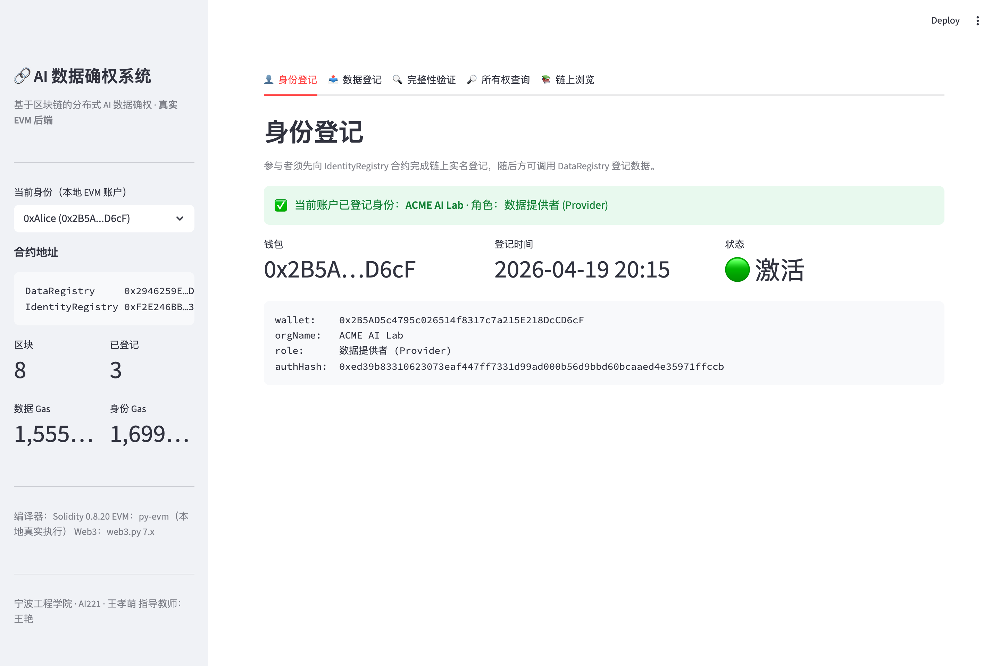 Deploy
🔗 AI 数据确权系统
基于区块链的分布式 AI 数据确权 · 真实
EVM 后端
当前身份（本地 EVM 账户）
0xAlice (0x2B5A...D6cF)
合约地址
DataRegistry 0x2946259E…D
IdentityRegistry 0xF2E246BB…3
区块
已登记
8
3
数据 Gas
身份 Gas
1,555…
1,699…
编译器：Solidity 0.8.20 EVM：py-evm（本
地真实执行） Web3：web3.py 7.x
宁波工程学院 · AI221 · 王孝萌 指导教师：
王艳
👤 身份登记 📤 数据登记 🔍 完整性验证 🔎 所有权查询 📚 链上浏览
身份登记
参与者须先向 IdentityRegistry 合约完成链上实名登记，随后方可调用 DataRegistry 登记数据。
✅ 当前账户已登记身份：ACME AI Lab · 角色：数据提供者 (Provider)
钱包
登记时间
状态
0x2B5A…D6cF
2026-04-19 20:15
🟢 激活
wallet: 0x2B5AD5c4795c026514f8317c7a215E218DcCD6cF
orgName: ACME AI Lab
role: 数据提供者 (Provider)
authHash: 0xed39b83310623073eaf447ff7331d99ad000b56d9bbd60bcaaed4e35971ffccb